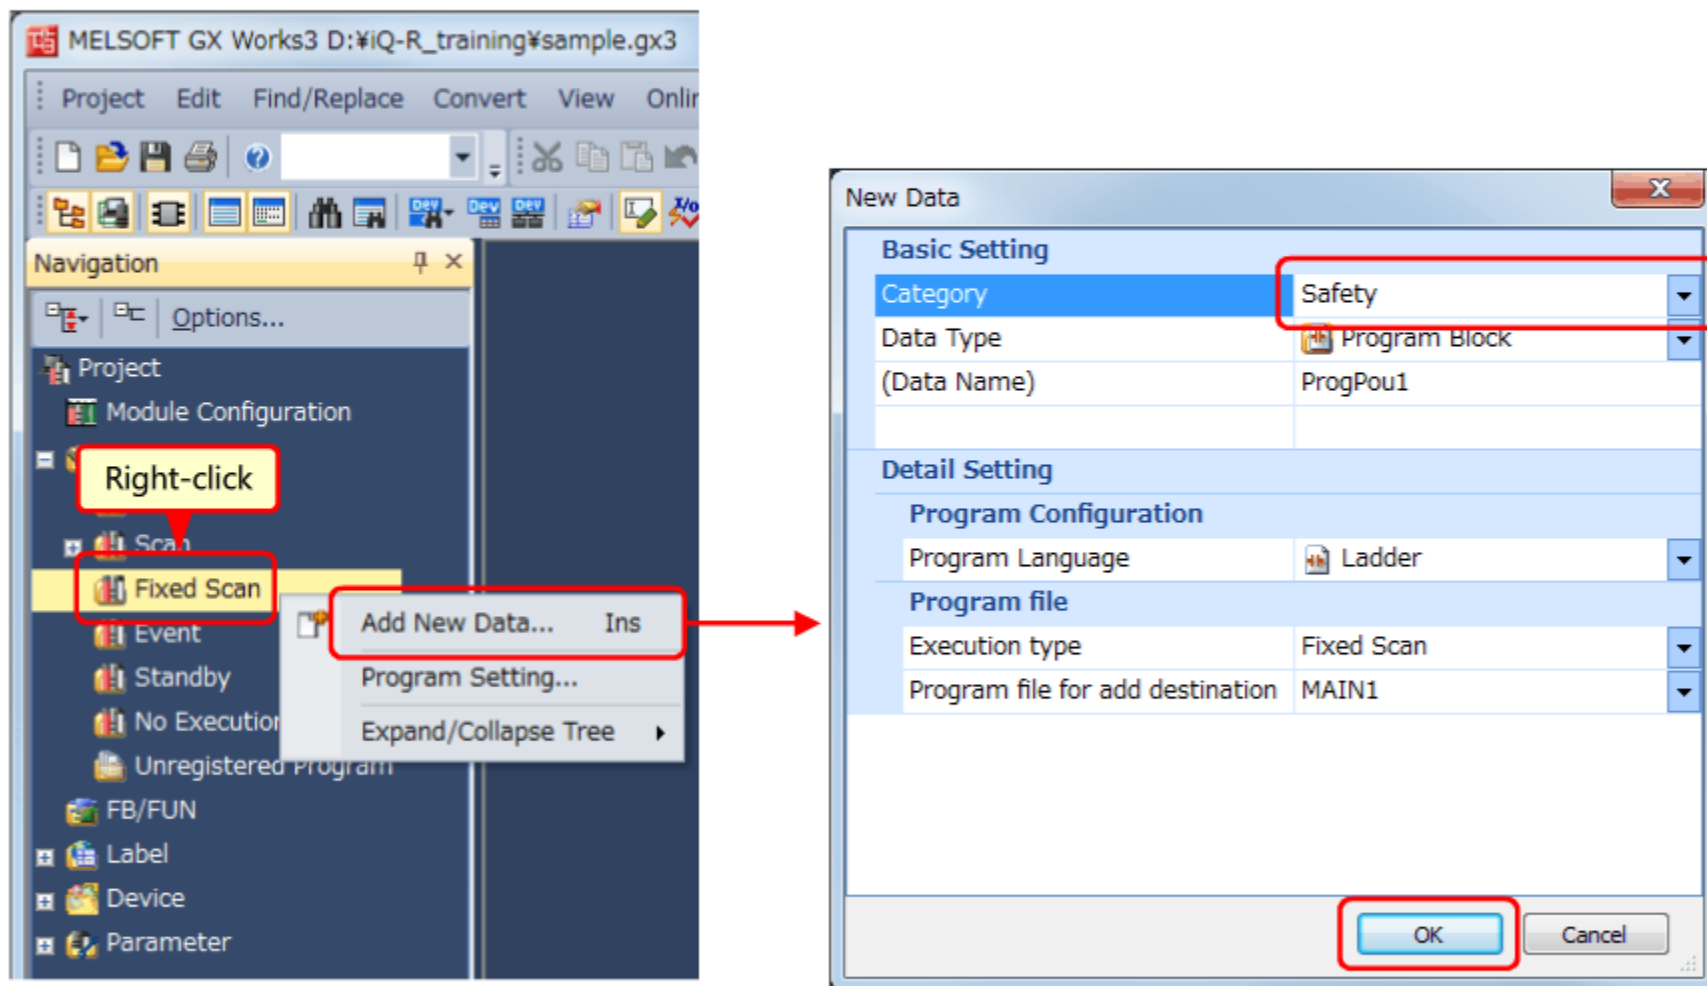 MELSOFT GX Works3 D:¥iQ-R_training¥sample.gx3
Project Edit Find/Replace Convert View Onlin
Navigation
Options...
Project
Module Configuration
Right-click
Scan
Fixed Scan
Event
Standby
No Execution
Unregistered Program
FB/FUN
Label
Device
Parameter
Add New Data... Ins
Program Setting...
Expand/Collapse Tree
New Data
Basic Setting
Category Safety
Data Type Program Block
(Data Name) ProgPou1
Detail Setting
Program Configuration
Program Language Ladder
Program file
Execution type Fixed Scan
Program file for add destination MAIN1
OK Cancel